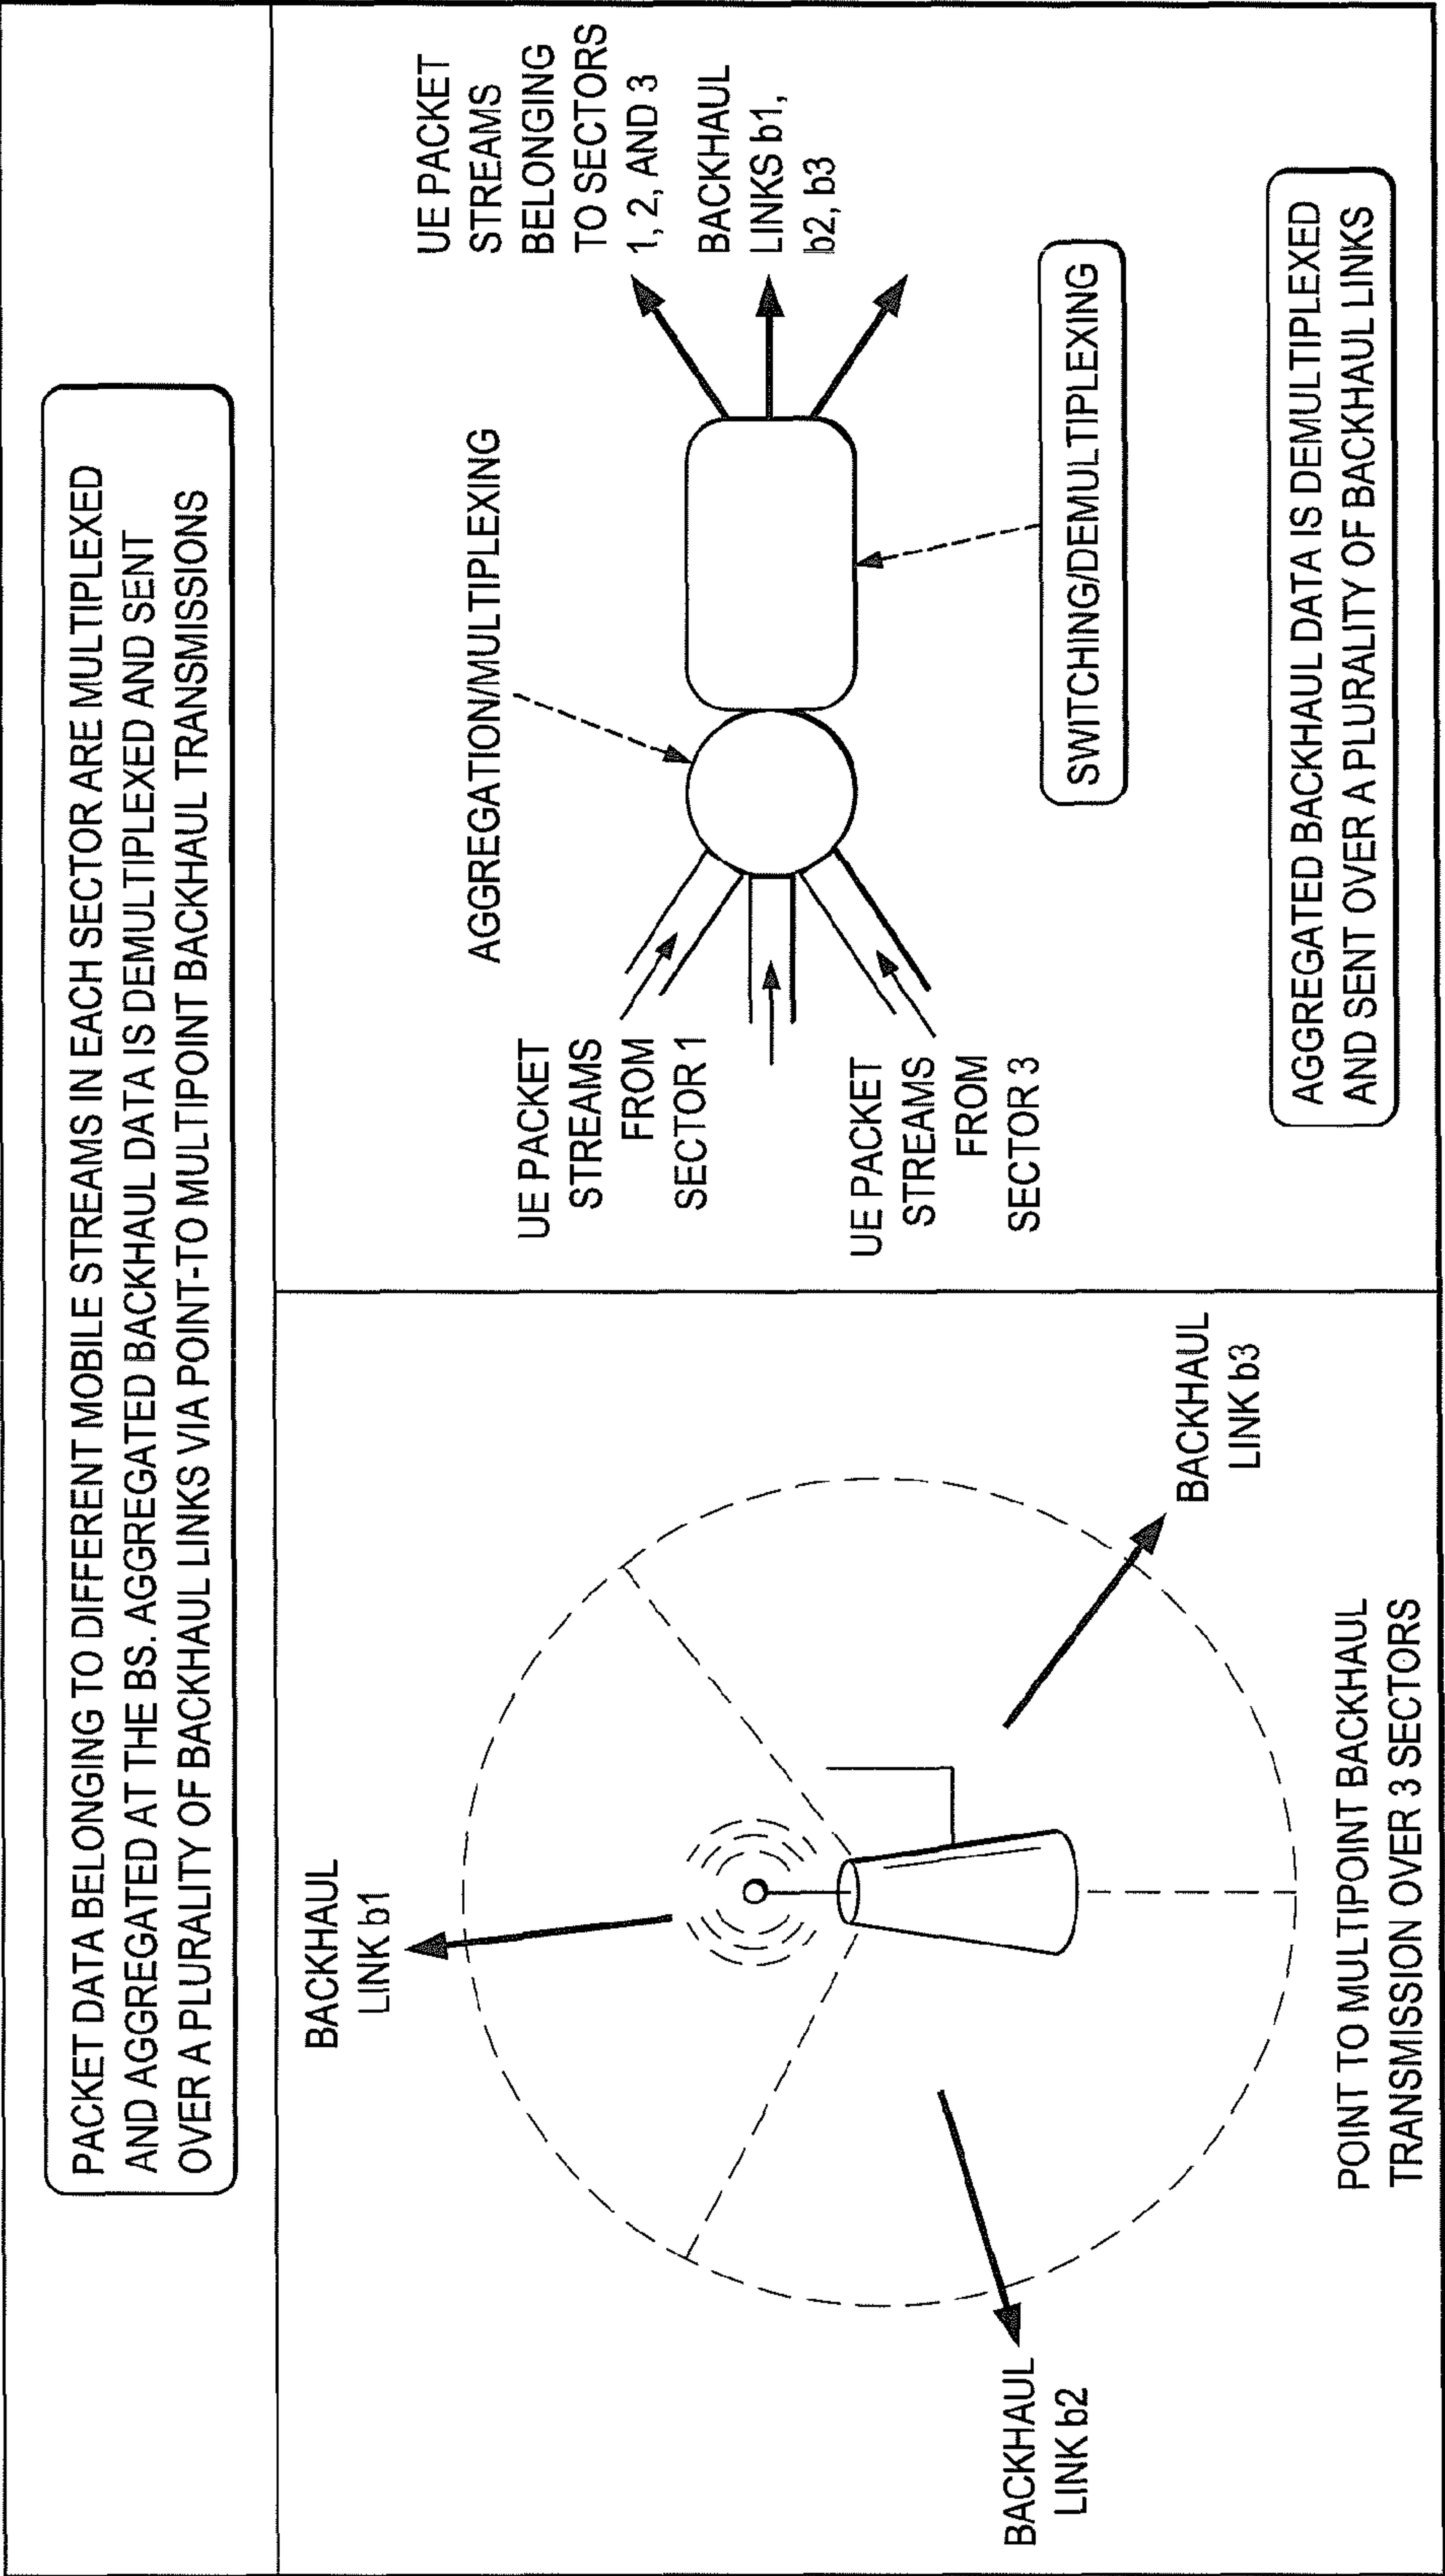 PACKET DATA BELONGING TO DIFFERENT MOBILE STREAMS IN EACH SECTOR ARE MULTIPLEXED
AND AGGREGATED AT THE BS. AGGREGATED BACKHAUL DATA IS DEMULTIPLEXED AND SENT
OVER A PLURALITY OF BACKHAUL LINKS VIA POINT-TO MULTIPOINT BACKHAUL TRANSMISSIONS
BACKHAUL
LINK b1
BACKHAUL
LINK b2
BACKHAUL
LINK b3
POINT TO MULTIPOINT BACKHAUL
TRANSMISSION OVER 3 SECTORS
AGGREGATION/MULTIPLEXING
UE PACKET
STREAMS
FROM
SECTOR 1
UE PACKET
STREAMS
FROM
SECTOR 3
UE PACKET
STREAMS
BELONGING
TO SECTORS
1, 2, AND 3
BACKHAUL
LINKS b1,
b2, b3
SWITCHING/DEMULTIPLEXING
AGGREGATED BACKHAUL DATA IS DEMULTIPLEXED
AND SENT OVER A PLURALITY OF BACKHAUL LINKS